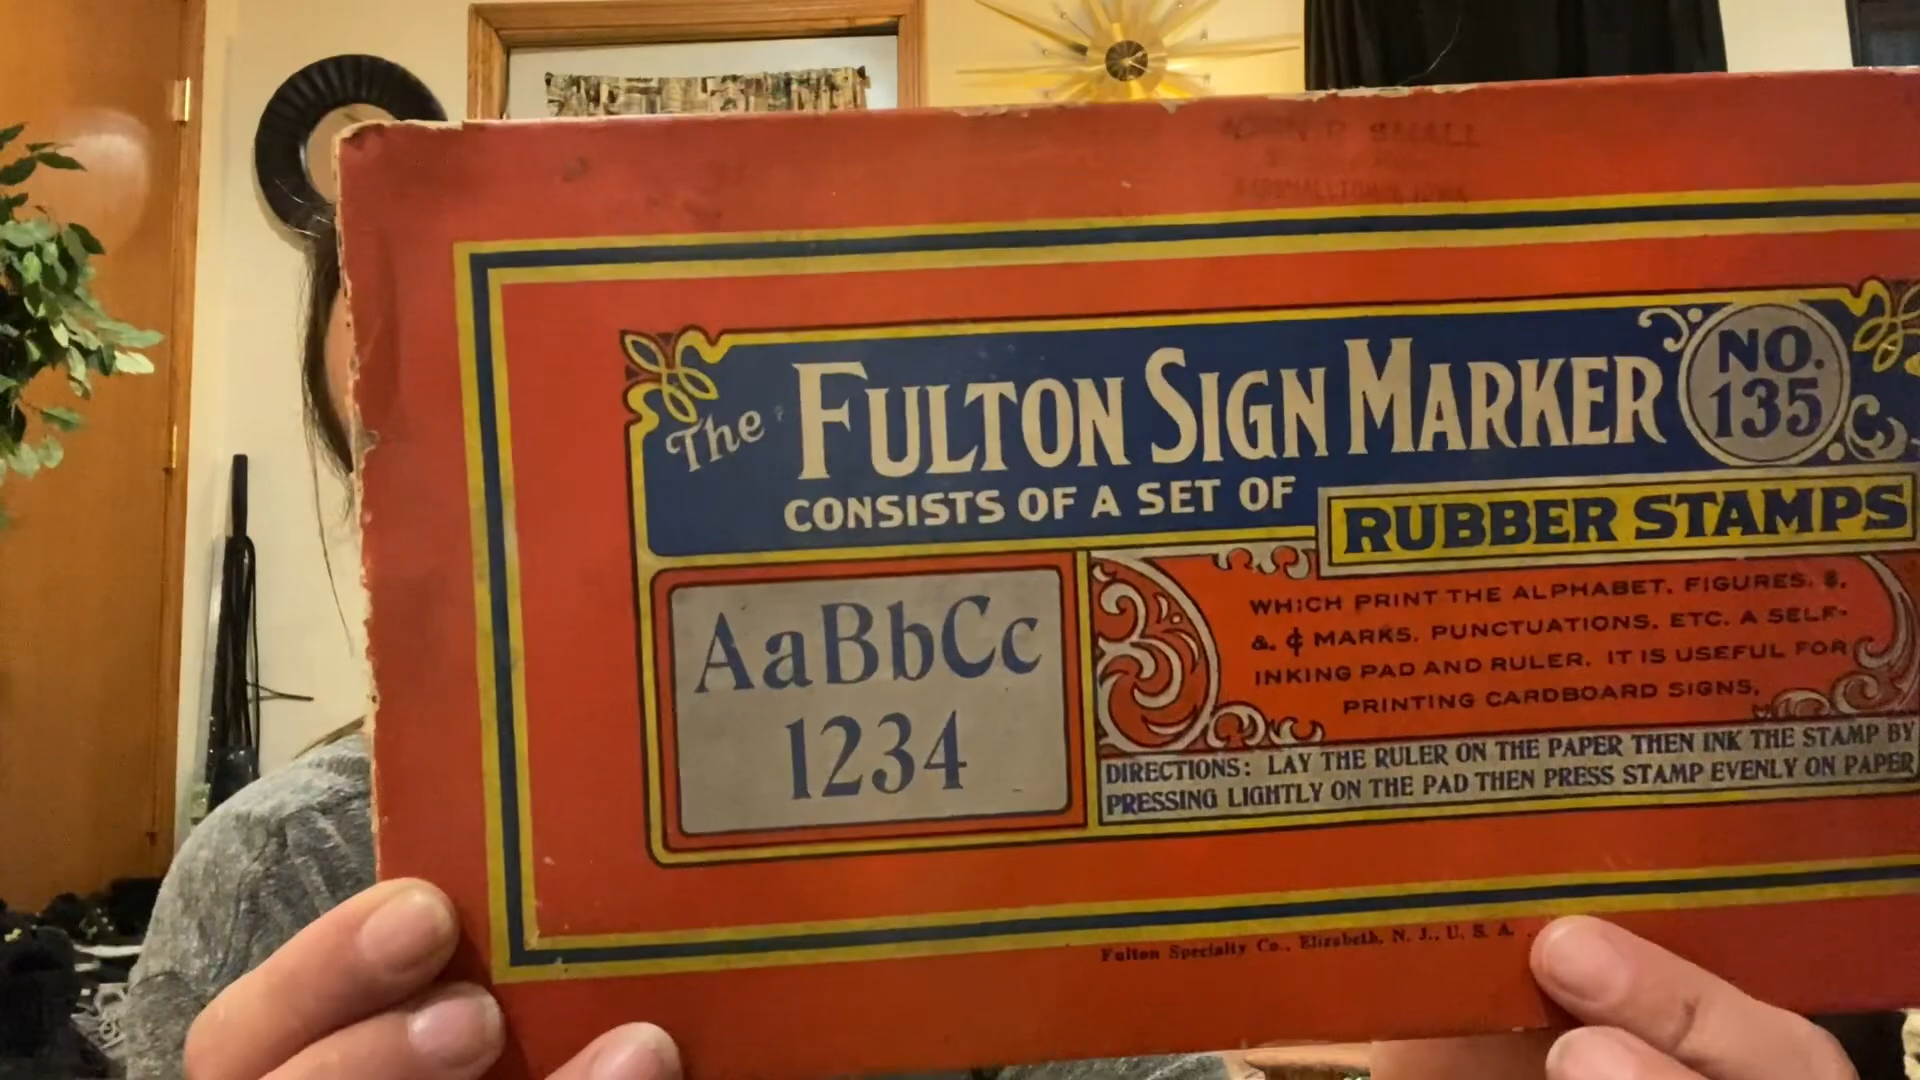 SMALL
The FULTON SIGN MARKER NO. 135
CONSISTS OF A SET OF
RUBBER STAMPS
AaBbCc
1234
WHICH PRINT THE ALPHABET, FIGURES, $,
&, ¢ MARKS, PUNCTUATIONS, ETC. A SELF-
INKING PAD AND RULER. IT IS USEFUL FOR
PRINTING CARDBOARD SIGNS.
DIRECTIONS: LAY THE RULER ON THE PAPER THEN INK THE STAMP BY
PRESSING LIGHTLY ON THE PAD THEN PRESS STAMP EVENLY ON PAPER
Fulton Specialty Co., Elizabeth, N. J., U. S. A.